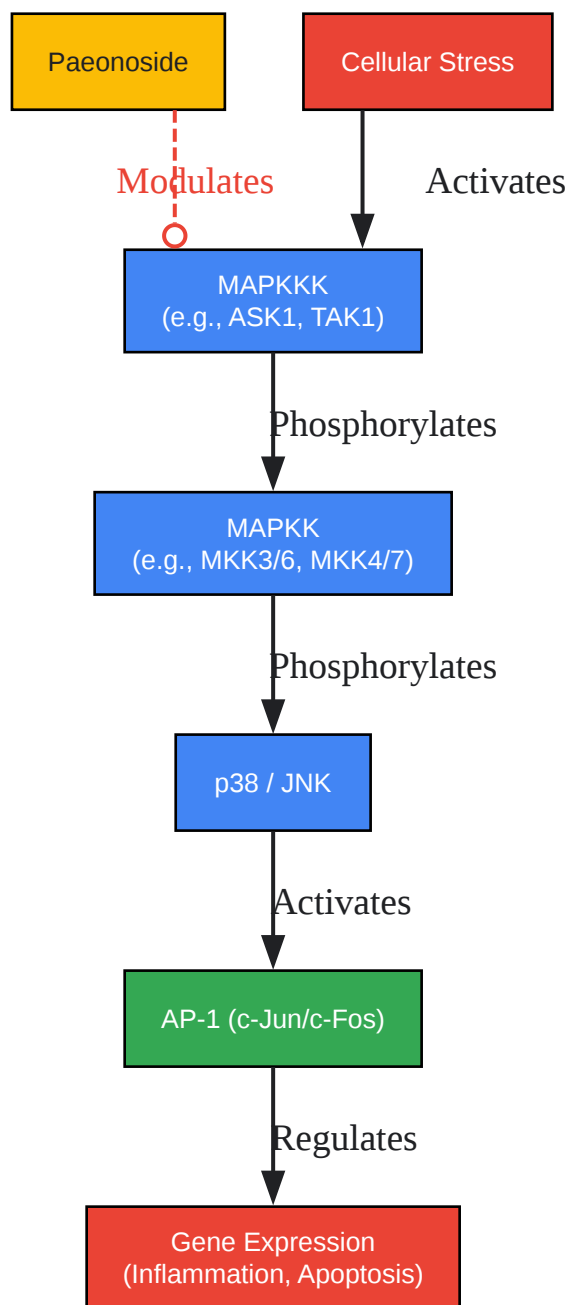 Paeonoside
Cellular Stress
Modulates
Activates
MAPKKK
(e.g., ASK1, TAK1)
Phosphorylates
MAPKK
(e.g., MKK3/6, MKK4/7)
Phosphorylates
p38 / JNK
Activates
AP-1 (c-Jun/c-Fos)
Regulates
Gene Expression
(Inflammation, Apoptosis)